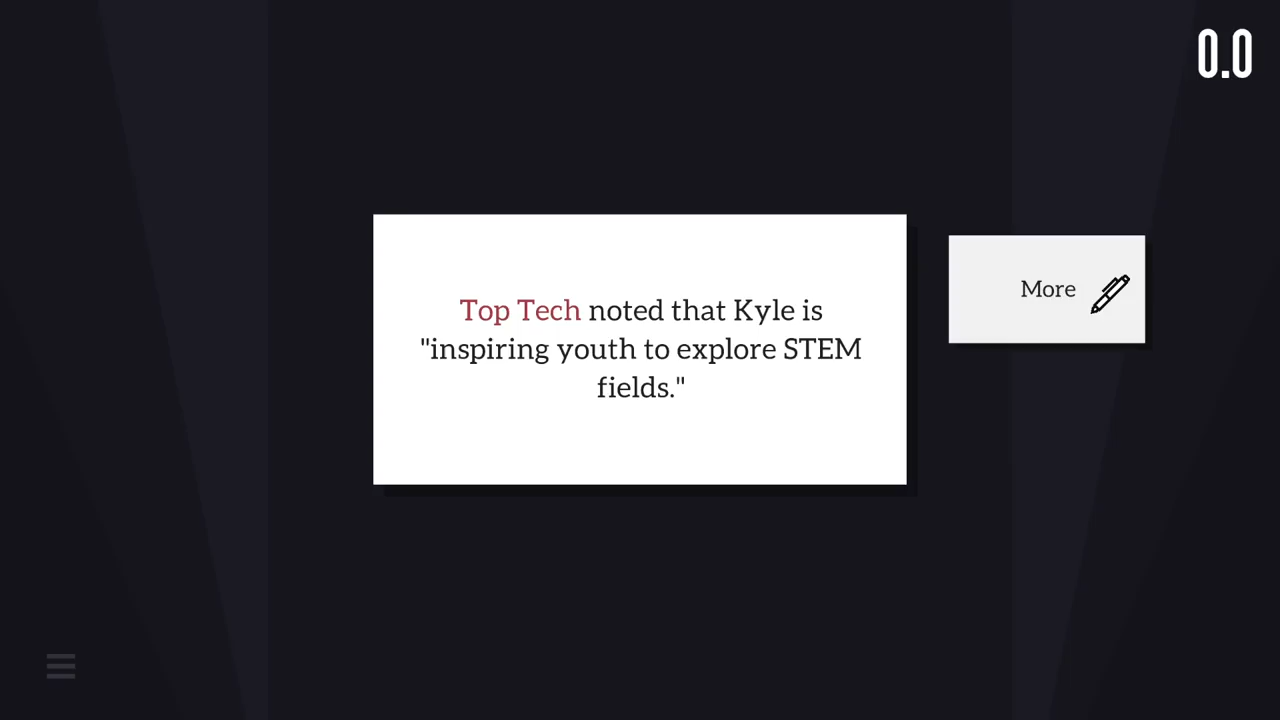 0.0
Top Tech noted that Kyle is
"inspiring youth to explore STEM
fields."
More